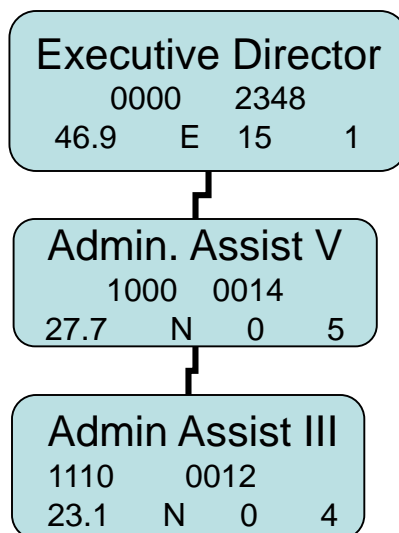 Executive Director
0000 2348
46.9 E 15 1
Admin. Assist V
1000 0014
27.7 N 0 5
Admin Assist III
1110 0012
23.1 N 0 4